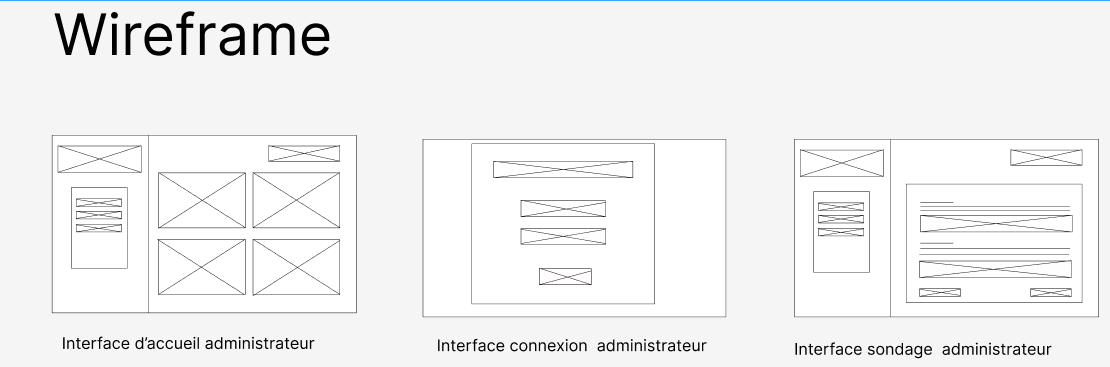 Wireframe
Interface d’accueil administrateur
Interface connexion  administrateur
Interface sondage  administrateur